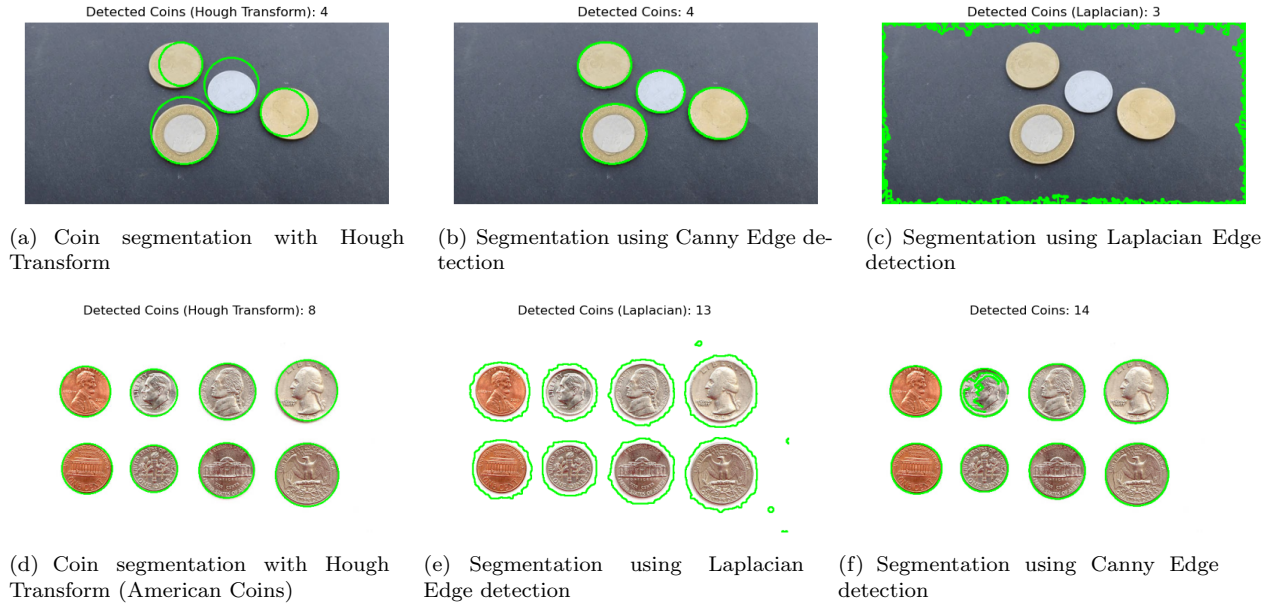 Detected Coins (Hough Transform): 4
Detected Coins: 4
Detected Coins (Laplacian): 3
(a) Coin segmentation with Hough
Transform
(b) Segmentation using Canny Edge de-
tection
(c) Segmentation using Laplacian Edge
detection
Detected Coins (Hough Transform): 8
Detected Coins (Laplacian): 13
Detected Coins: 14
(d) Coin segmentation with Hough
Transform (American Coins)
(e) Segmentation using Laplacian
Edge detection
(f) Segmentation using Canny Edge
detection